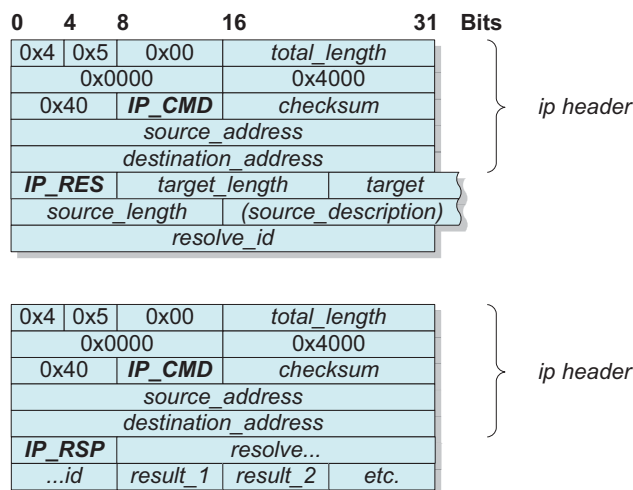 0 4 8 16 31 Bits
0x4 0x5 0x00 total_length
0x0000 0x4000
0x40 IP_CMD checksum
source_address
destination_address
ip header
IP_RES target_length target
source_length (source_description)
resolve_id
0x4 0x5 0x00 total_length
0x0000 0x4000
0x40 IP_CMD checksum
source_address
destination_address
ip header
IP_RSP resolve...
...id result_1 result_2 etc.